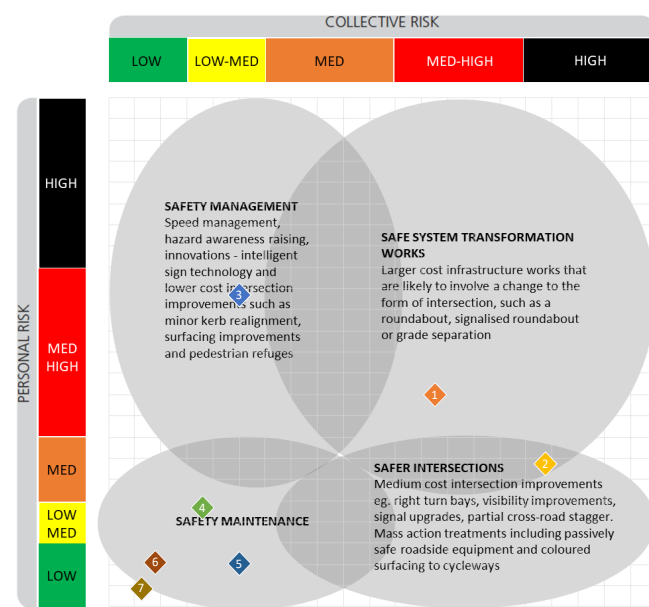 COLLECTIVE RISK
LOW
LOW-MED
MED
MED-HIGH
HIGH
PERSONAL RISK
HIGH
MED
HIGH
MED
LOW
MED
LOW
SAFETY MANAGEMENT
Speed management,
hazard awareness raising,
innovations - intelligent
sign technology and
lower cost intersection
improvements such as
minor kerb realignment,
surfacing improvements
and pedestrian refuges
3
SAFE SYSTEM TRANSFORMATION
WORKS
Larger cost infrastructure works that
are likely to involve a change to the
form of intersection, such as a
roundabout, signalised roundabout
or grade separation
1
2
SAFER INTERSECTIONS
Medium cost intersection improvements
eg. right turn bays, visibility improvements,
signal upgrades, partial cross-road stagger.
Mass action treatments including passively
safe roadside equipment and coloured
surfacing to cycleways
4
SAFETY MAINTENANCE
6
5
7